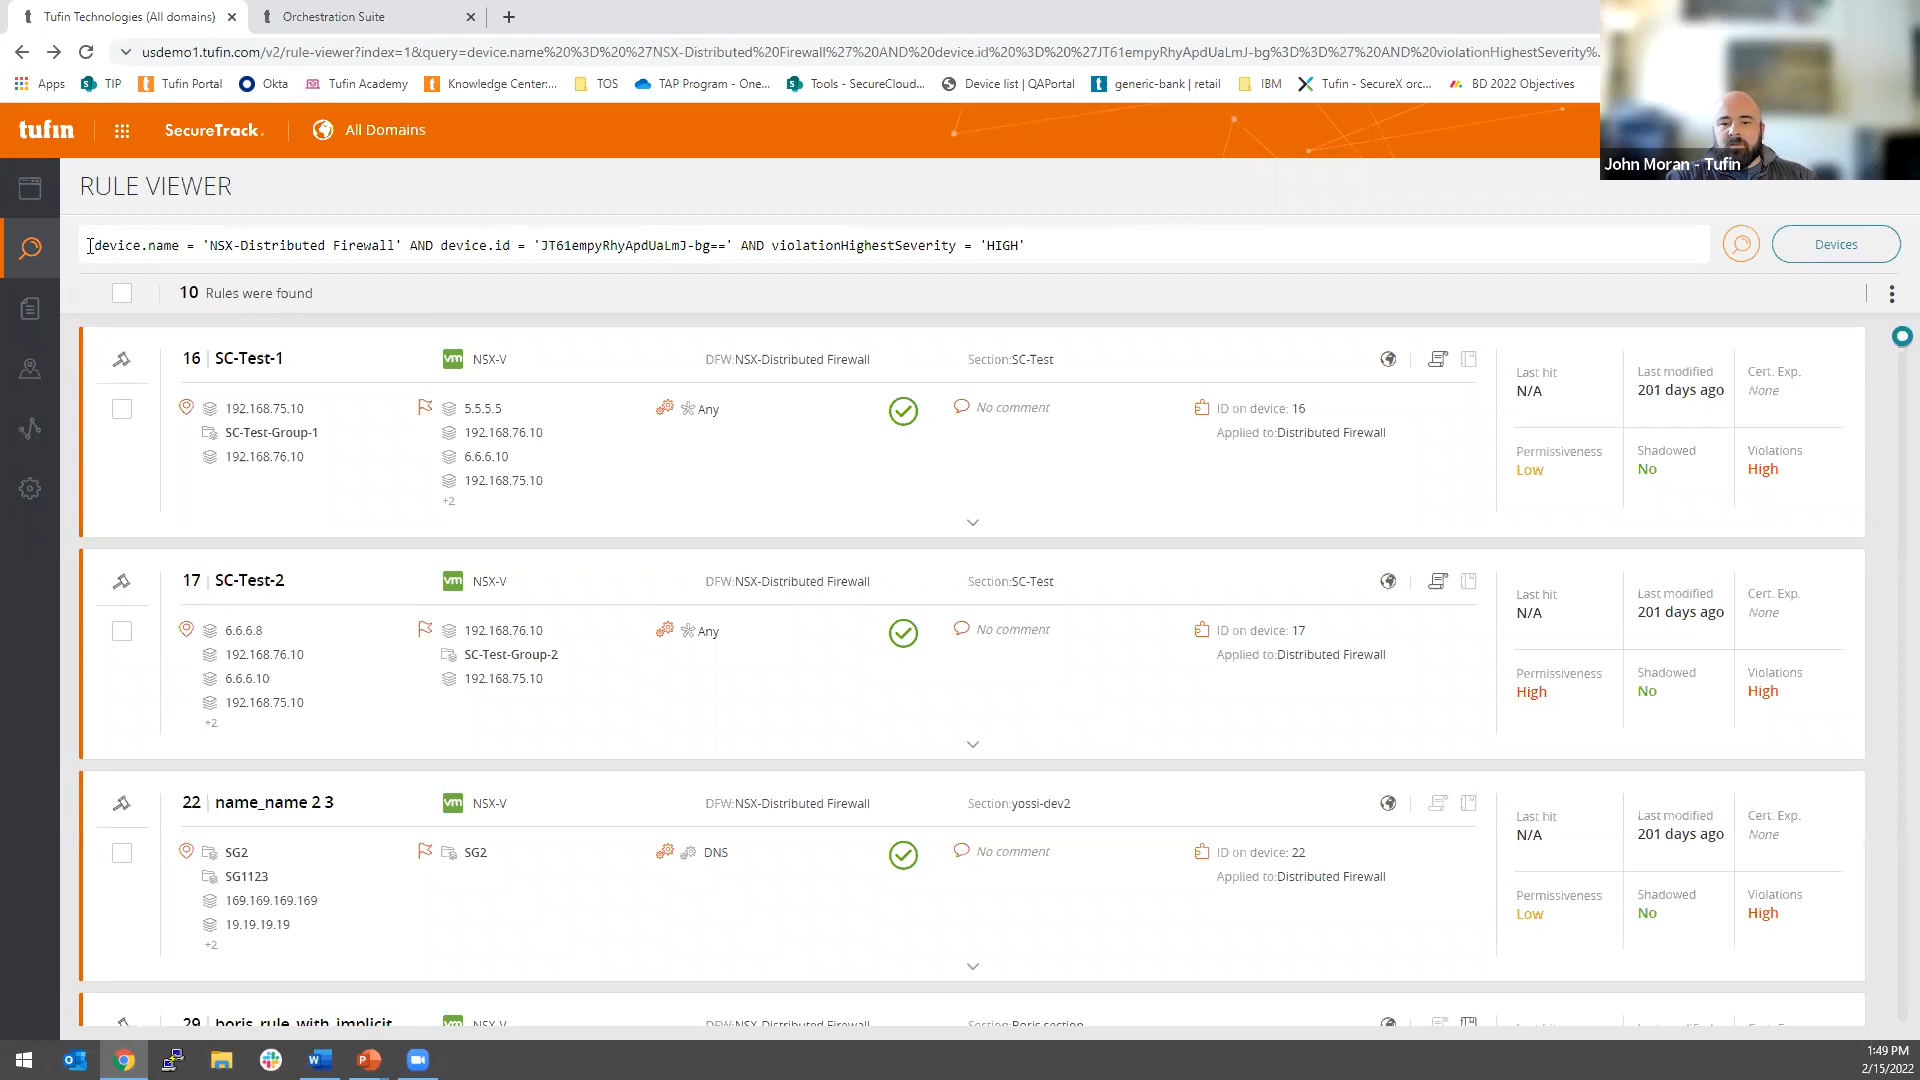 Tufin Technologies (All domains)
Orchestration Suite
usdemo1.tufin.com/v2/rule-viewer?index=1&query=device.name%20%3D%20%27NSX-Distributed%20Firewall%27%20AND%20device.id%20%3D%20%27JT61empyRhyApdUaLmJ-bg%3D%3D%27%20AND%20violationHighestSeverity%.
Apps
TIP
Tufin Portal
Okta
Tufin Academy
Knowledge Center:...
TOS
TAP Program - One...
Tools - SecureCloud...
Device list | QAPortal
generic-bank | retail
IBM
Tufin - SecureX orc...
BD 2022 Objectives
tufin
SecureTrack.
All Domains
John Moran - Tufin
RULE VIEWER
device.name = 'NSX-Distributed Firewall' AND device.id = 'JT61empyRhyApdUaLmJ-bg==' AND violationHighestSeverity = 'HIGH'
Devices
10 Rules were found
16 | SC-Test-1
vm NSX-V
DFW:NSX-Distributed Firewall
Section:SC-Test
192.168.75.10
SC-Test-Group-1
192.168.76.10
5.5.5.5
192.168.76.10
6.6.6.10
192.168.75.10
+2
Any
No comment
ID on device: 16
Applied to:Distributed Firewall
Last hit
N/A
Last modified
201 days ago
Cert. Exp.
None
Permissiveness
Low
Shadowed
No
Violations
High
17 | SC-Test-2
vm NSX-V
DFW:NSX-Distributed Firewall
Section:SC-Test
6.6.6.8
192.168.76.10
6.6.6.10
192.168.75.10
+2
192.168.76.10
SC-Test-Group-2
192.168.75.10
Any
No comment
ID on device: 17
Applied to:Distributed Firewall
Last hit
N/A
Last modified
201 days ago
Cert. Exp.
None
Permissiveness
High
Shadowed
No
Violations
High
22 | name_name 2 3
vm NSX-V
DFW:NSX-Distributed Firewall
Section:yossi-dev2
SG2
SG1123
169.169.169.169
19.19.19.19
+2
SG2
DNS
No comment
ID on device: 22
Applied to:Distributed Firewall
Last hit
N/A
Last modified
201 days ago
Cert. Exp.
None
Permissiveness
Low
Shadowed
No
Violations
High
29 | boris_rule_with_implicit
vm NSX-V
DFW:NSX-Distributed Firewall
Section:Boris section
1:49 PM
2/15/2022